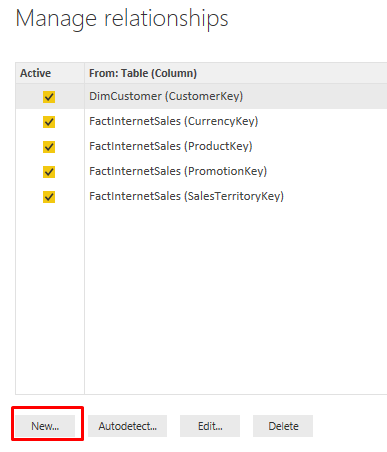 Manage relationships
Active From: Table (Column)
DimCustomer (CustomerKey)
FactInternetSales (CurrencyKey)
FactInternetSales (ProductKey)
FactInternetSales (PromotionKey)
FactInternetSales (SalesTerritoryKey)
New... Autodetect... Edit... Delete